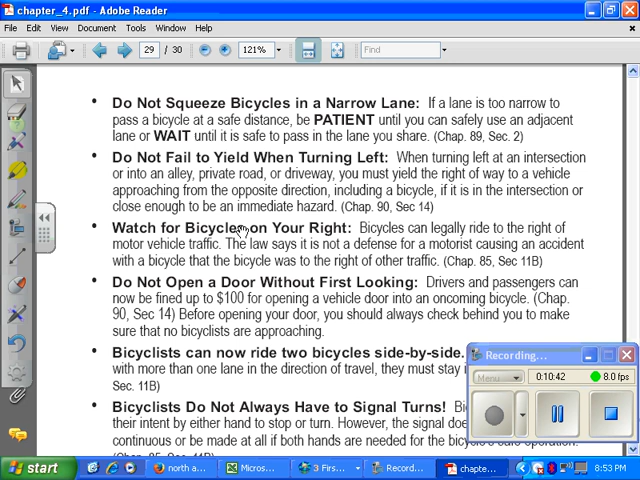 chapter_4.pdf - Adobe Reader
File Edit View Document Tools Window Help
29 / 30 121% Find
• Do Not Squeeze Bicycles in a Narrow Lane: If a lane is too narrow to
pass a bicycle at a safe distance, be PATIENT until you can safely use an adjacent
lane or WAIT until it is safe to pass in the lane you share. (Chap. 89, Sec. 2)
• Do Not Fail to Yield When Turning Left: When turning left at an intersection
or into an alley, private road, or driveway, you must yield the right of way to a vehicle
approaching from the opposite direction, including a bicycle, if it is in the intersection or
close enough to be an immediate hazard. (Chap. 90, Sec 14)
• Watch for Bicycles on Your Right: Bicycles can legally ride to the right of
motor vehicle traffic. The law says it is not a defense for a motorist causing an accident
with a bicycle that the bicycle was to the right of other traffic. (Chap. 85, Sec 11B)
• Do Not Open a Door Without First Looking: Drivers and passengers can
now be fined up to $100 for opening a vehicle door into an oncoming bicycle. (Chap.
90, Sec 14) Before opening your door, you should always check behind you to make
sure that no bicyclists are approaching.
• Bicyclists can now ride two bicycles side-by-side.
with more than one lane in the direction of travel, they must stay
Sec. 11B)
• Bicyclists Do Not Always Have to Signal Turns!
their intent by either hand to stop or turn. However, the signal
continuous or be made at all if both hands are needed for the
Recording...
Menu 0:10:42 8.0 fps
start north a... Micros... 3 Firef... Record... chapte... 8:53 PM